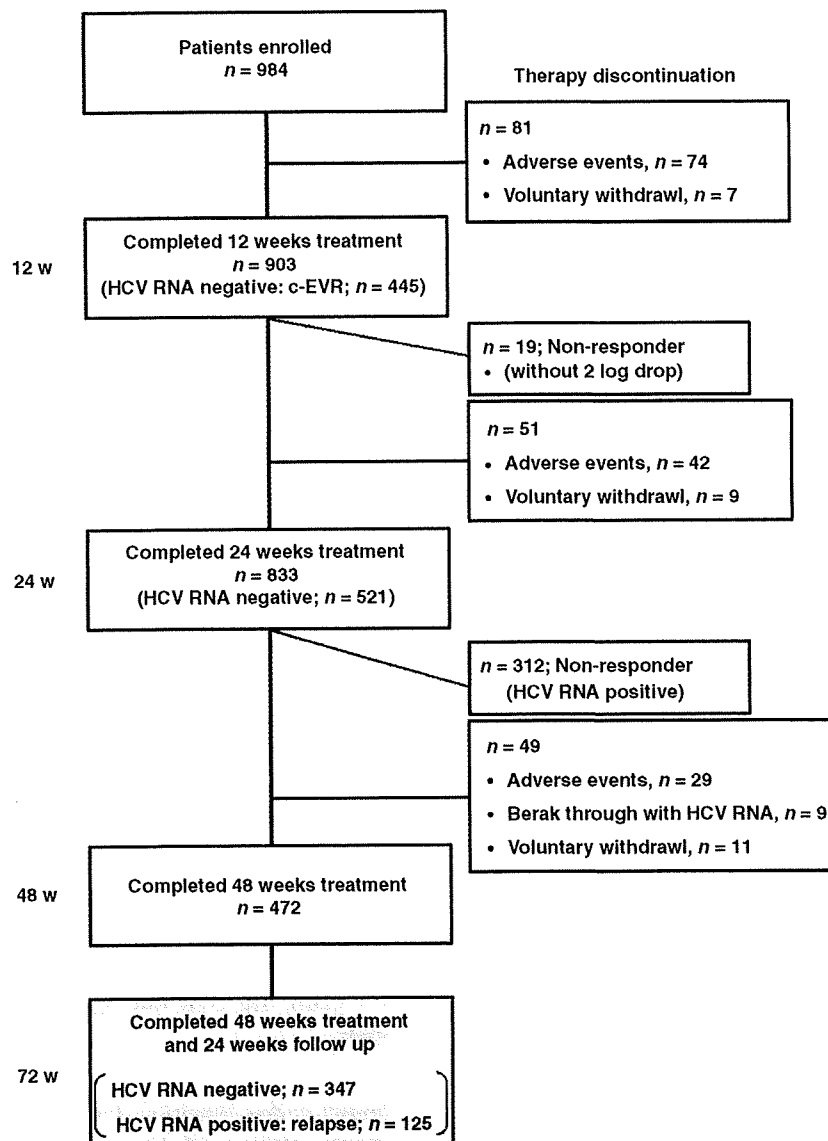 Patients enrolled
n = 984
Therapy discontinuation
n = 81
• Adverse events, n = 74
• Voluntary withdrawl, n = 7
12 w
Completed 12 weeks treatment
n = 903
(HCV RNA negative: c-EVR; n = 445)
n = 19; Non-responder
• (without 2 log drop)
n = 51
• Adverse events, n = 42
• Voluntary withdrawl, n = 9
24 w
Completed 24 weeks treatment
n = 833
(HCV RNA negative; n = 521)
n = 312; Non-responder
(HCV RNA positive)
n = 49
• Adverse events, n = 29
• Berak through with HCV RNA, n = 9
• Voluntary withdrawl, n = 11
48 w
Completed 48 weeks treatment
n = 472
72 w
Completed 48 weeks treatment
and 24 weeks follow up
HCV RNA negative; n = 347
HCV RNA positive: relapse; n = 125